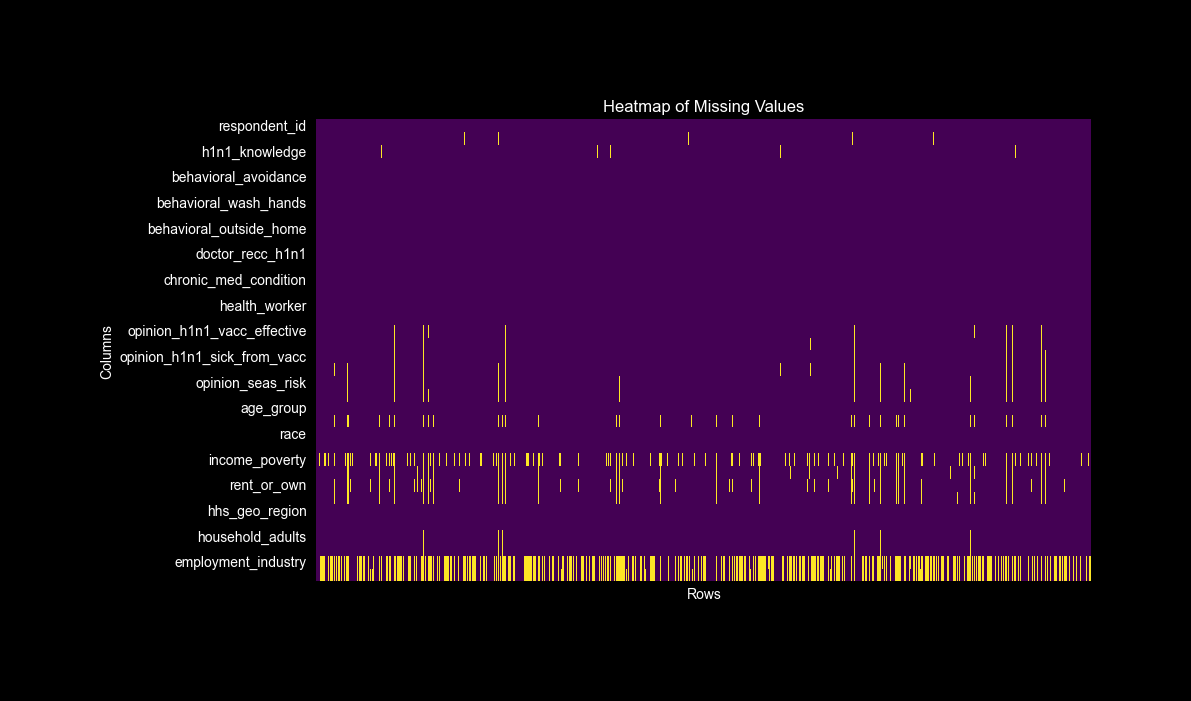 Heatmap of Missing Values
respondent_id
h1n1_knowledge
behavioral_avoidance
behavioral_wash_hands
behavioral_outside_home
doctor_recc_h1n1
chronic_med_condition
health_worker
opinion_h1n1_vacc_effective
opinion_h1n1_sick_from_vacc
opinion_seas_risk
age_group
race
income_poverty
rent_or_own
hhs_geo_region
household_adults
employment_industry
Columns
Rows